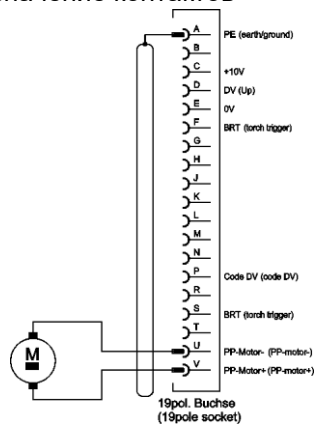 A PE (earth/ground)
B
C +10V
D DV (Up)
E 0V
F BRT (torch trigger)
G
H
J
K
L
M
N
P Code DV (code DV)
R
S BRT (torch trigger)
T
U PP-Motor- (PP-motor-)
V PP-Motor+ (PP-motor+)
M
19pol. Buchse
(19pole socket)